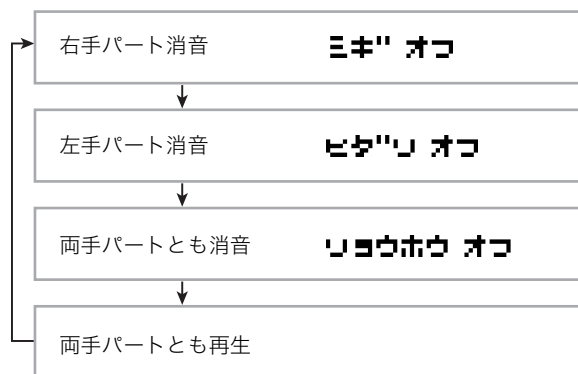 右手パート消音 ミギ オフ
左手パート消音 ヒダリ オフ
両手パートとも消音 リョウホウ オフ
両手パートとも再生